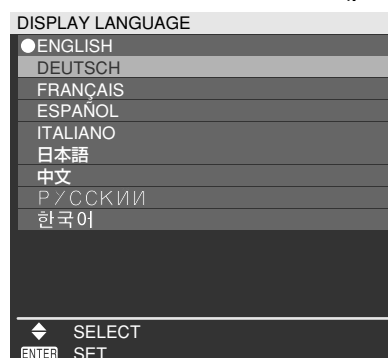 DISPLAY LANGUAGE
ENGLISH
DEUTSCH
FRANÇAIS
ESPAÑOL
ITALIANO
日本語
中文
РУССКИЙ
한국어
SELECT
ENTER SET